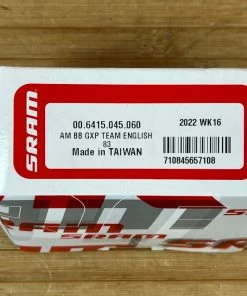 SRAM
00.6415.045.060
AM BB GXP TEAM ENGLISH
83
Made in TAIWAN
2022 WK16
710845657108